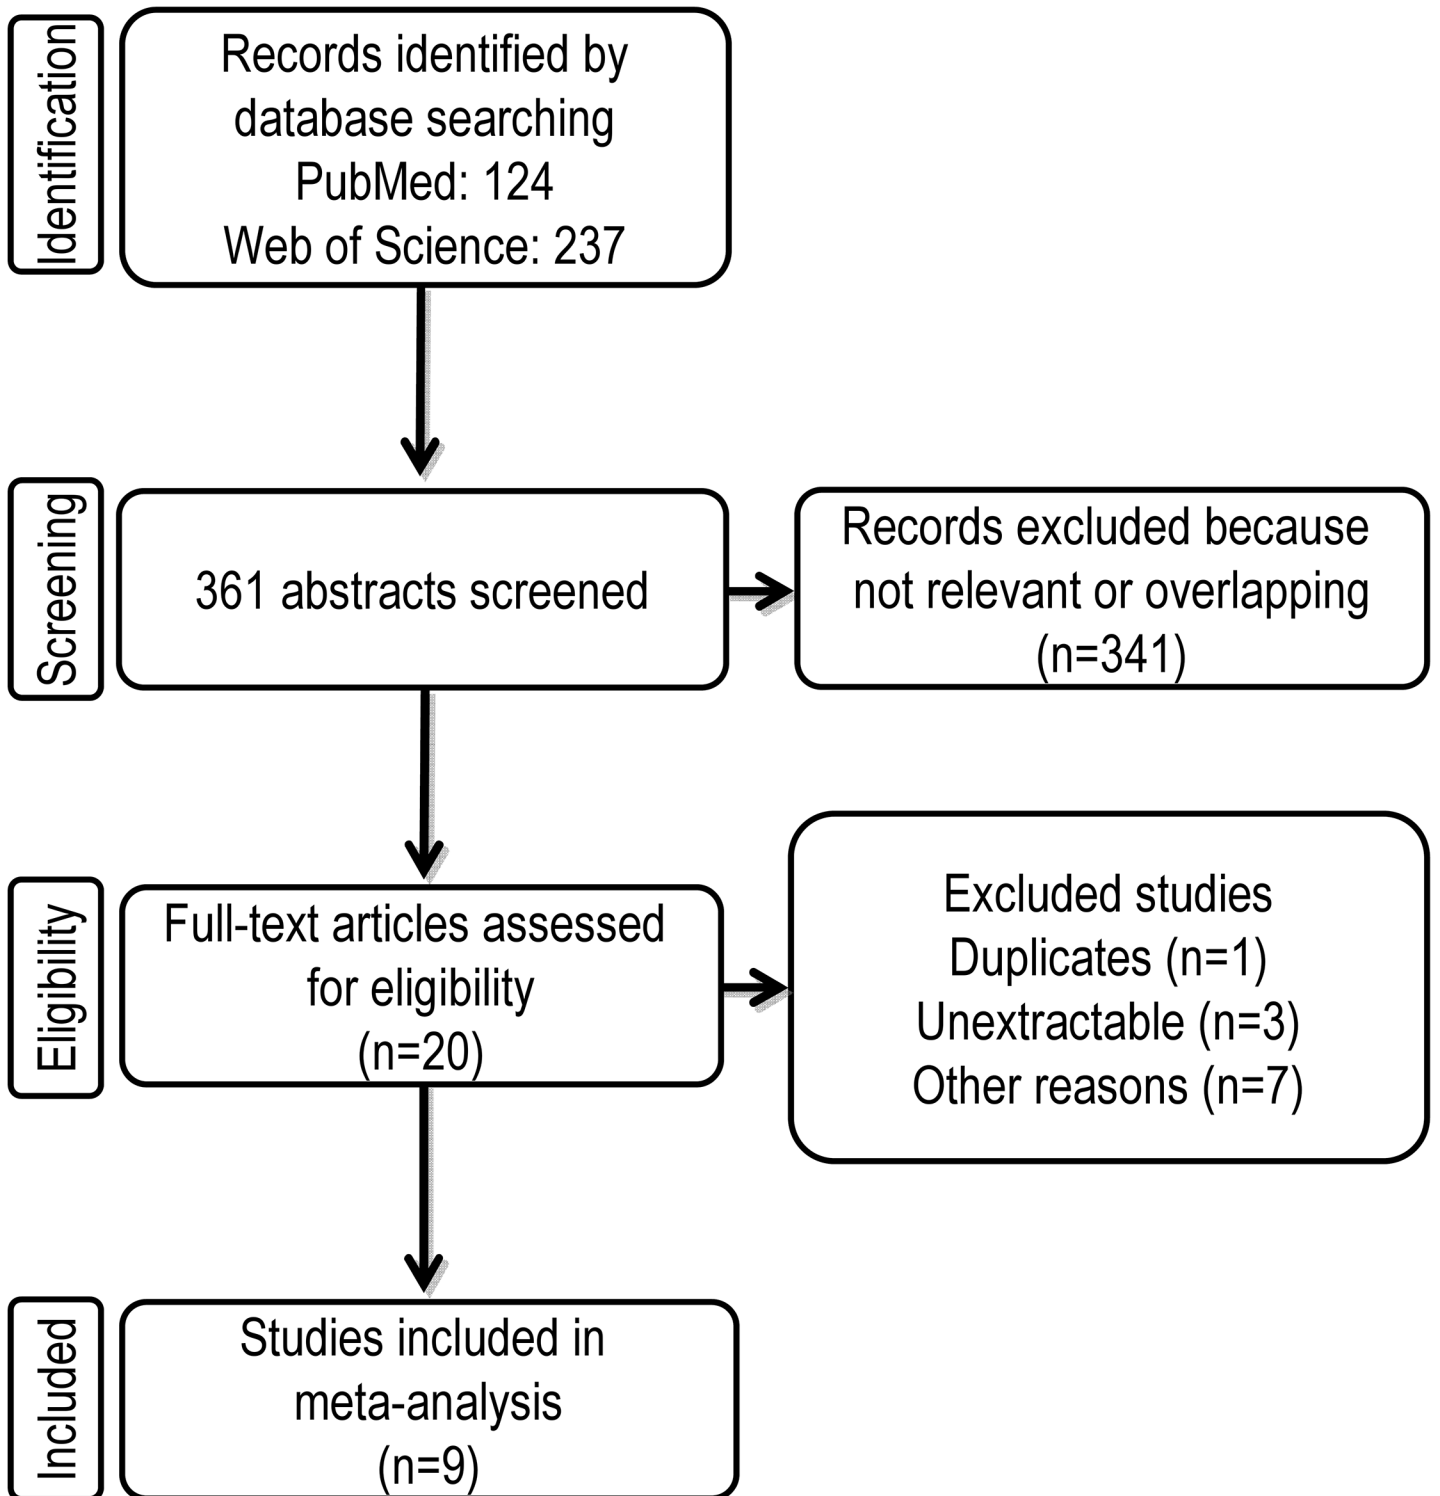 Identification
Records identified by
database searching
PubMed: 124
Web of Science: 237
Screening
361 abstracts screened
Records excluded because
not relevant or overlapping
(n=341)
Eligibility
Full-text articles assessed
for eligibility
(n=20)
Excluded studies
Duplicates (n=1)
Unextractable (n=3)
Other reasons (n=7)
Included
Studies included in
meta-analysis
(n=9)